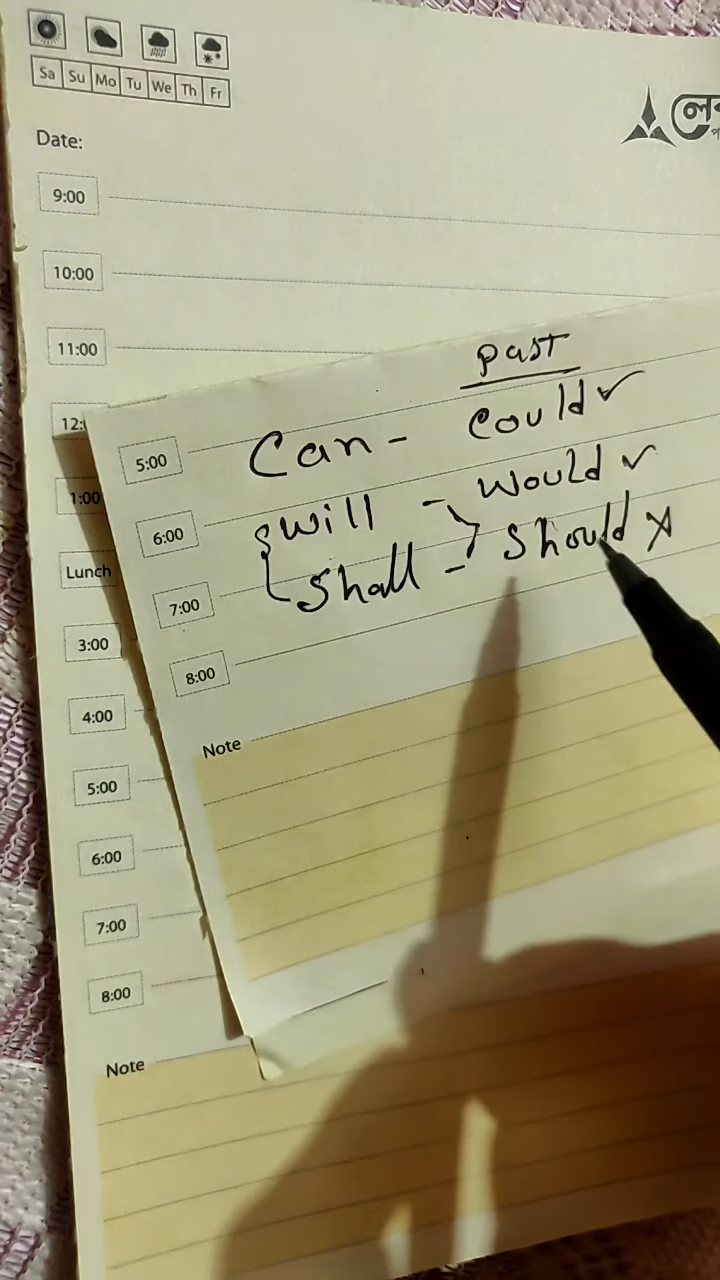 Sa Su Mo Tu We Th Fr
Date:
9:00
10:00
11:00
12:
1:00
Lunch
3:00
4:00
5:00
6:00
7:00
8:00
Note
past
5:00 Can - Could ✓
6:00 will - would ✓
7:00 Shall - Should ×
8:00
Note